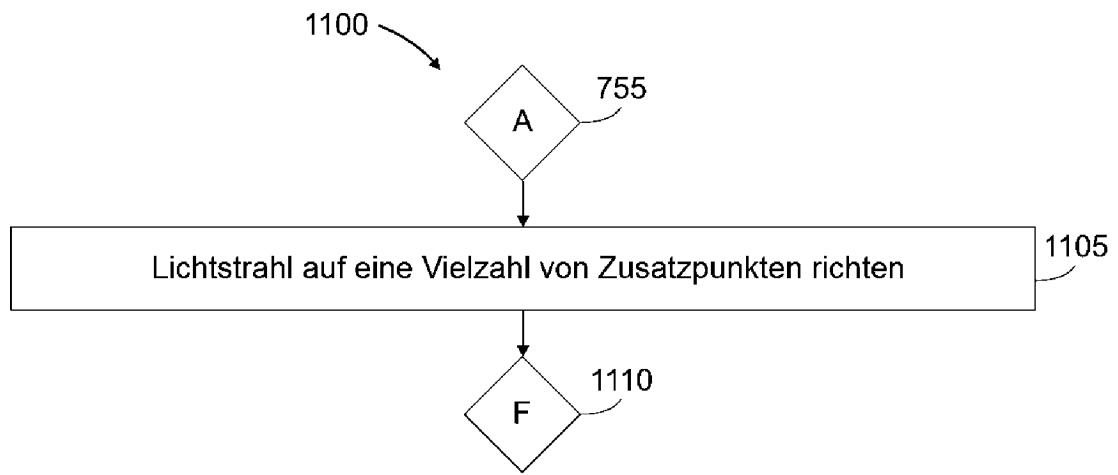 1100
755
A
1105
Lichtstrahl auf eine Vielzahl von Zusatzpunkten richten
1110
F